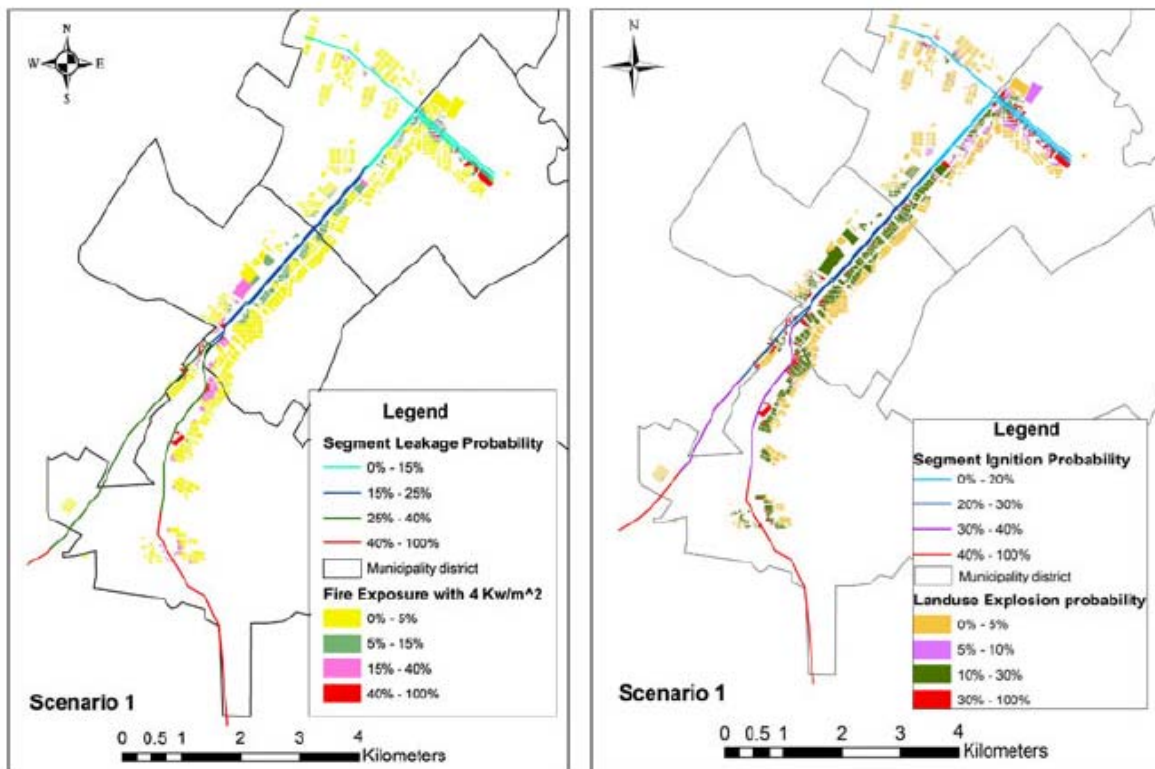 N
W E
S
Legend
Segment Leakage Probability
0% - 15%
15% - 25%
25% - 40%
40% - 100%
Municipality district
Fire Exposure with 4 Kw/m^2
0% - 5%
5% - 15%
15% - 40%
40% - 100%
Scenario 1
0 0.5 1 2 3 4
Kilometers
N
Legend
Segment Ignition Probability
0% - 20%
20% - 30%
30% - 40%
40% - 100%
Municipality district
Landuse Explosion probability
0% - 5%
5% - 10%
10% - 30%
30% - 100%
Scenario 1
0 0.5 1 2 3 4
Kilometers